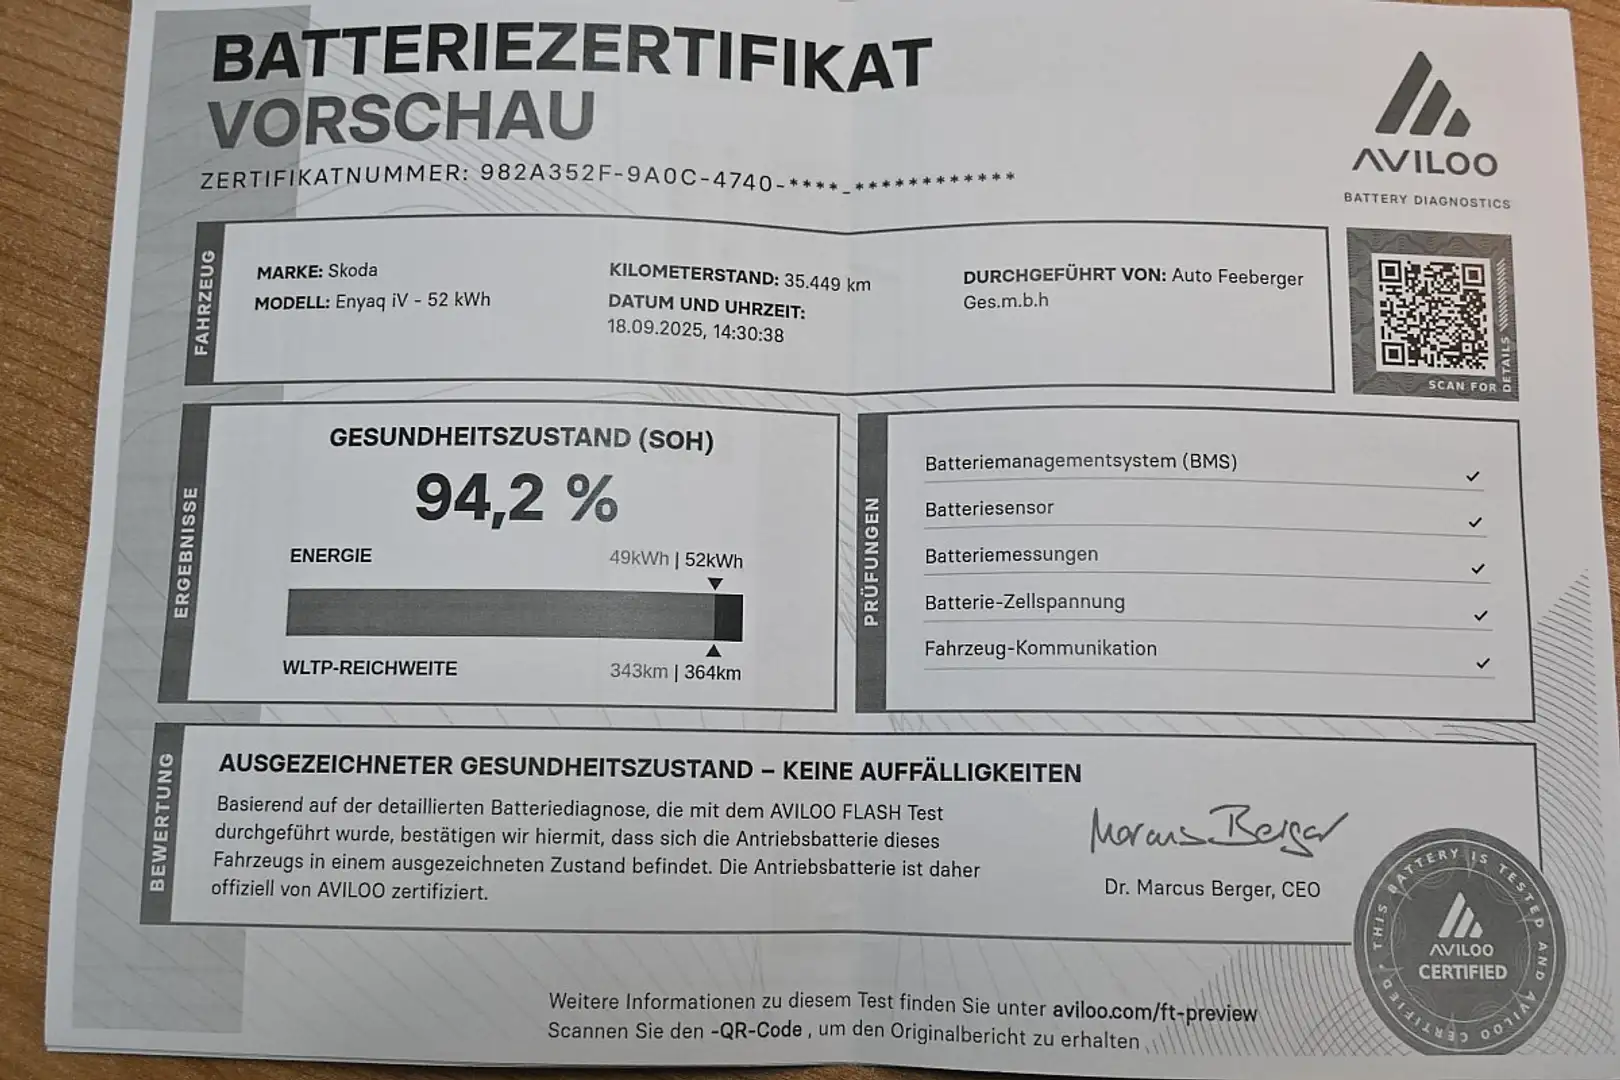 BATTERIEZERTIFIKAT
VORSCHAU
ZERTIFIKATNUMMER: 982A352F-9A0C-4740-****-************
AVILOO
BATTERY DIAGNOSTICS
FAHRZEUG
MARKE: Skoda
MODELL: Enyaq iV - 52 kWh
KILOMETERSTAND: 35.449 km
DATUM UND UHRZEIT:
18.09.2025, 14:30:38
DURCHGEFÜHRT VON: Auto Feeberger
Ges.m.b.h
SCAN FOR DETAILS
ERGEBNISSE
GESUNDHEITSZUSTAND (SOH)
94,2 %
ENERGIE 49kWh | 52kWh
WLTP-REICHWEITE 343km | 364km
PRÜFUNGEN
Batteriemanagementsystem (BMS) ✓
Batteriesensor ✓
Batteriemessungen ✓
Batterie-Zellspannung ✓
Fahrzeug-Kommunikation ✓
BEWERTUNG
AUSGEZEICHNETER GESUNDHEITSZUSTAND – KEINE AUFFÄLLIGKEITEN
Basierend auf der detaillierten Batteriediagnose, die mit dem AVILOO FLASH Test
durchgeführt wurde, bestätigen wir hiermit, dass sich die Antriebsbatterie dieses
Fahrzeugs in einem ausgezeichneten Zustand befindet. Die Antriebsbatterie ist daher
offiziell von AVILOO zertifiziert.
Marcus Berger
Dr. Marcus Berger, CEO
THIS BATTERY IS TESTED AND AVILOO CERTIFIED
AVILOO
CERTIFIED
Weitere Informationen zu diesem Test finden Sie unter aviloo.com/ft-preview
Scannen Sie den -QR-Code , um den Originalbericht zu erhalten